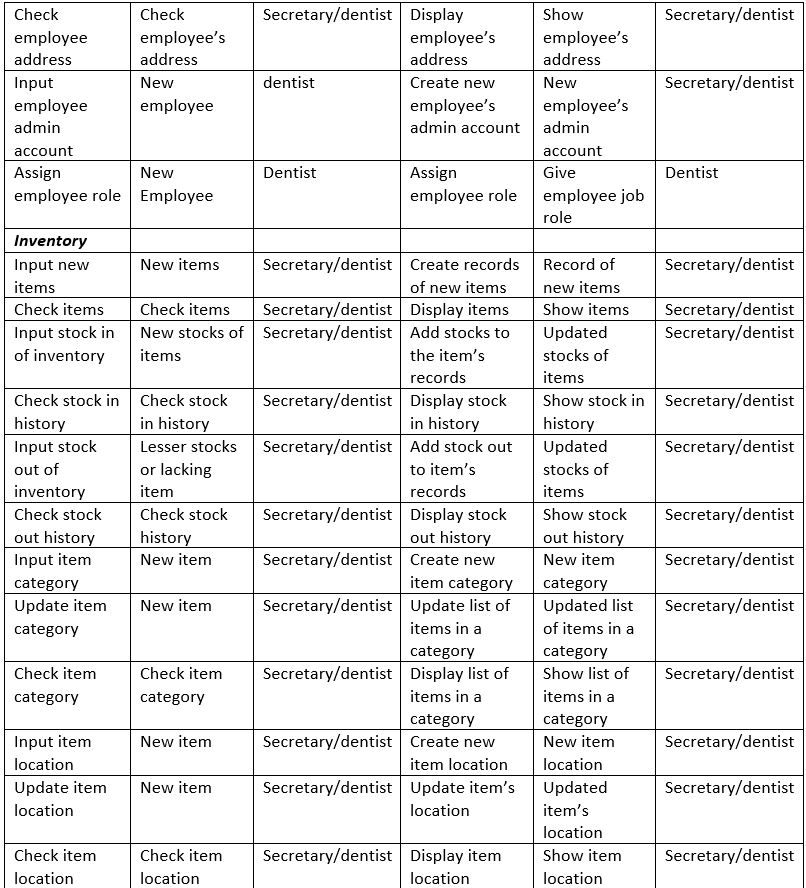 Check Check Secretary/dentist Display Show Secretary/dentist
employee employee’s employee’s employee’s
address address address address
Input New dentist Create new New Secretary/dentist
employee employee employee’s employee’s
admin admin account admin
account account
Assign New Dentist Assign Give Dentist
employee role Employee employee role employee job
role
Inventory
Input new New items Secretary/dentist Create records Record of Secretary/dentist
items of new items new items
Check items Check items Secretary/dentist Display items Show items Secretary/dentist
Input stock in New stocks of Secretary/dentist Add stocks to Updated Secretary/dentist
of inventory items the item’s stocks of
records items
Check stock in Check stock Secretary/dentist Display stock Show stock in Secretary/dentist
history in history in history history
Input stock Lesser stocks Secretary/dentist Add stock out Updated Secretary/dentist
out of or lacking to item’s stocks of
inventory item records items
Check stock Check stock Secretary/dentist Display stock Show stock Secretary/dentist
out history history out history out history
Input item New item Secretary/dentist Create new New item Secretary/dentist
category item category category
Update item New item Secretary/dentist Update list of Updated list Secretary/dentist
category items in a of items in a
category category
Check item Check item Secretary/dentist Display list of Show list of Secretary/dentist
category category items in a items in a
category category
Input item New item Secretary/dentist Create new New item Secretary/dentist
location item location location
Update item New item Secretary/dentist Update item’s Updated Secretary/dentist
location location item’s
location
Check item Check item Secretary/dentist Display item Show item Secretary/dentist
location location location location